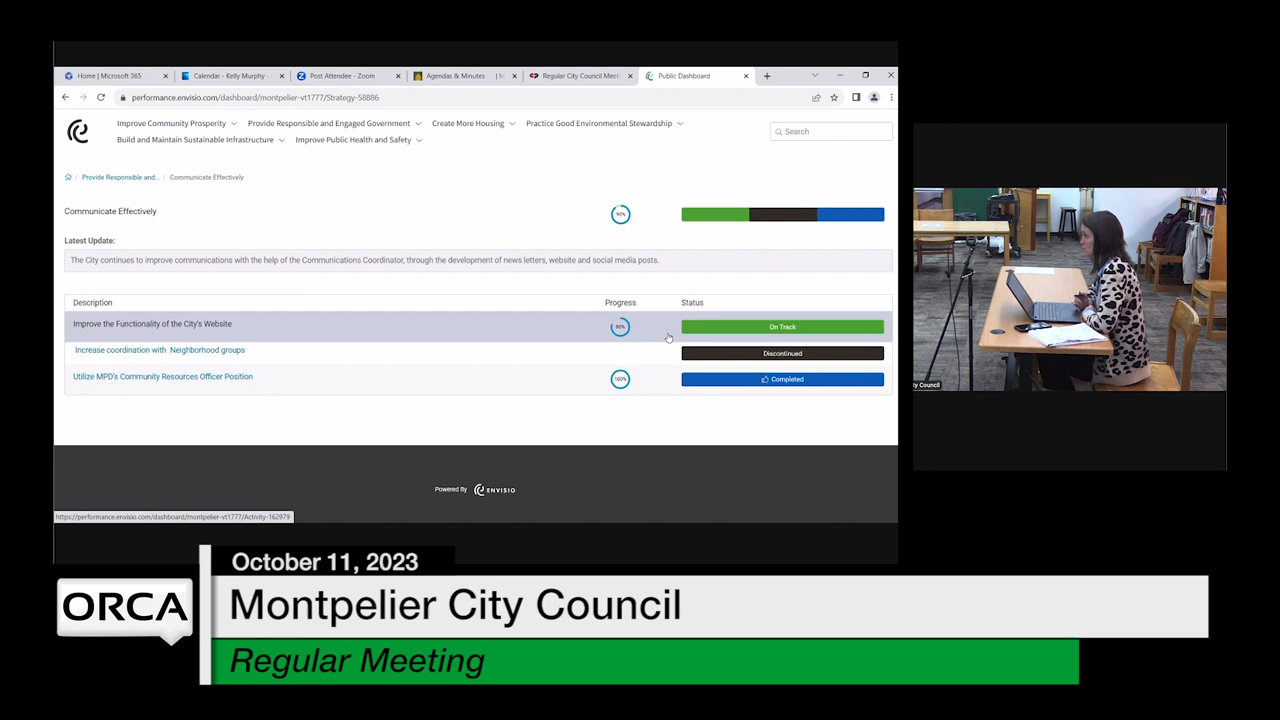 Home | Microsoft 365
Calendar - Kelly Murphy -
Post Attendee - Zoom
Agendas & Minutes
Regular City Council Meeti
Public Dashboard
performance.envisio.com/dashboard/montpelier-vt1777/Strategy-58886
Improve Community Prosperity
Provide Responsible and Engaged Government
Create More Housing
Practice Good Environmental Stewardship
Search
Build and Maintain Sustainable Infrastructure
Improve Public Health and Safety
/ Provide Responsible and... / Communicate Effectively
Communicate Effectively
90%
Latest Update:
The City continues to improve communications with the help of the Communications Coordinator, through the development of news letters, website and social media posts.
Description Progress Status
Improve the Functionality of the City's Website 80% On Track
Increase coordination with Neighborhood groups Discontinued
Utilize MPD's Community Resources Officer Position 100% Completed
ty Council
Powered By ENVISIO
https://performance.envisio.com/dashboard/montpelier-vt1777/Activity-162979
October 11, 2023
ORCA
Montpelier City Council
Regular Meeting